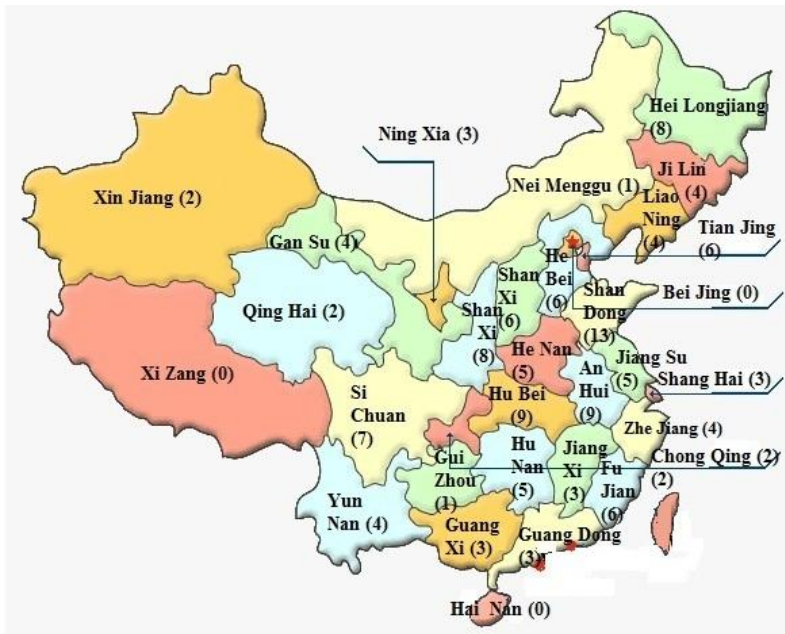 Hei Longjiang
(8)
Ning Xia (3)
Ji Lin
(4)
Nei Menggu (1)
Xin Jiang (2)
Liao
Ning
(4)
Tian Jing
(6)
Gan Su (4)
He
Bei
(6)
Shan
Xi
(6)
Bei Jing (0)
Shan
Dong
(13)
Qing Hai (2)
Shan
Xi
(8)
He Nan
(5)
Jiang Su
(5)
Xi Zang (0)
An
Hui
(9)
Shang Hai (3)
Si
Chuan
(7)
Hu Bei
(9)
Zhe Jiang (4)
Hu
Nan
(5)
Jiang
Xi
(3)
Chong Qing (2)
(2)
Gui
Zhou
(1)
Fu
Jian
(6)
Yun
Nan (4)
Guang
Xi (3)
Guang Dong
(3)
Hai Nan (0)